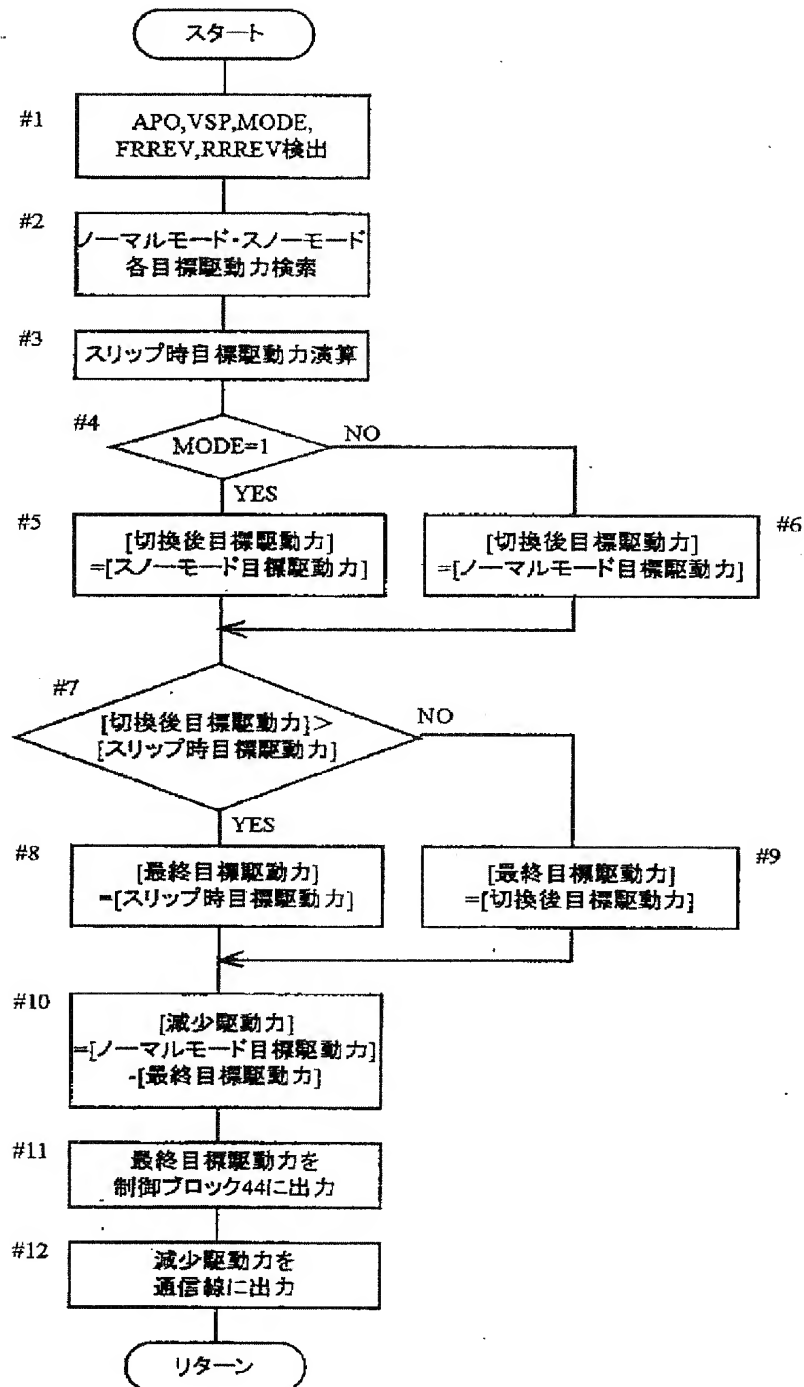 スタート
#1
APO,VSP,MODE,
FRREV,RRREV検出
#2
ノーマルモード・スノーモード
各目標駆動力検索
#3
スリップ時目標駆動力演算
#4
MODE=1
NO
YES
#5
[切換後目標駆動力]
=[スノーモード目標駆動力]
[切換後目標駆動力]
=[ノーマルモード目標駆動力]
#6
#7
[切換後目標駆動力]>
[スリップ時目標駆動力]
NO
YES
#8
[最終目標駆動力]
=[スリップ時目標駆動力]
[最終目標駆動力]
=[切換後目標駆動力]
#9
#10
[減少駆動力]
=[ノーマルモード目標駆動力]
-[最終目標駆動力]
#11
最終目標駆動力を
制御ブロック44に出力
#12
減少駆動力を
通信線に出力
リターン